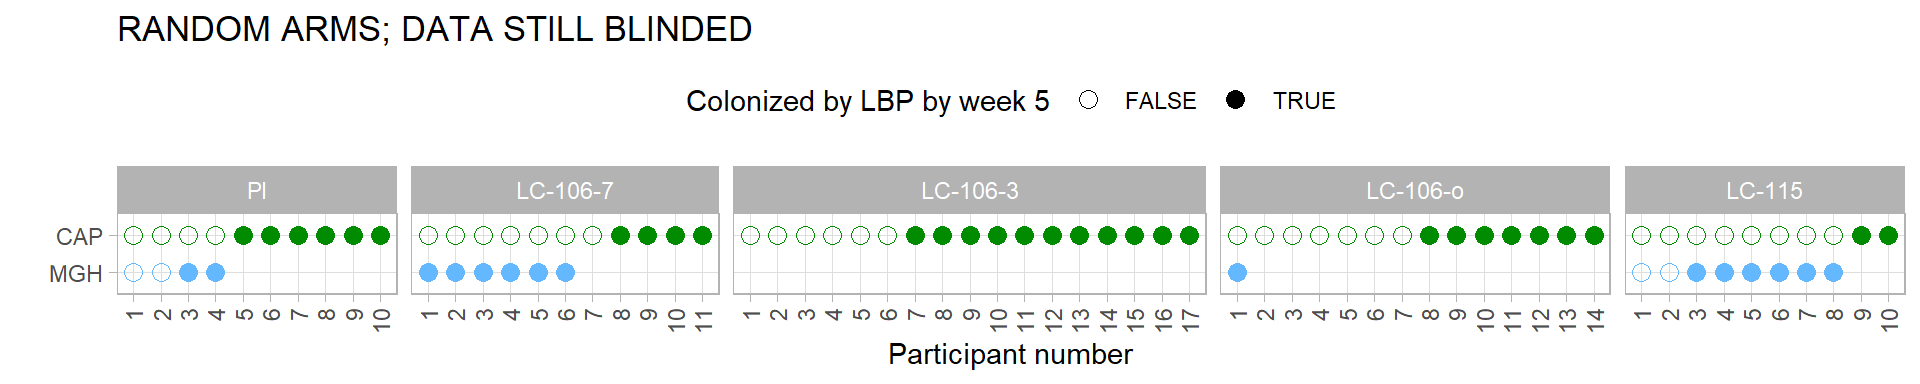 RANDOM ARMS; DATA STILL BLINDED
Colonized by LBP by week 5 FALSE TRUE
Pl LC-106-7 LC-106-3 LC-106-o LC-115
CAP
MGH
1 2 3 4 5 6 7 8 9 10 1 2 3 4 5 6 7 8 9 10 11 1 2 3 4 5 6 7 8 9 10 11 12 13 14 15 16 17 1 2 3 4 5 6 7 8 9 10 11 12 13 14 1 2 3 4 5 6 7 8 9 10
Participant number